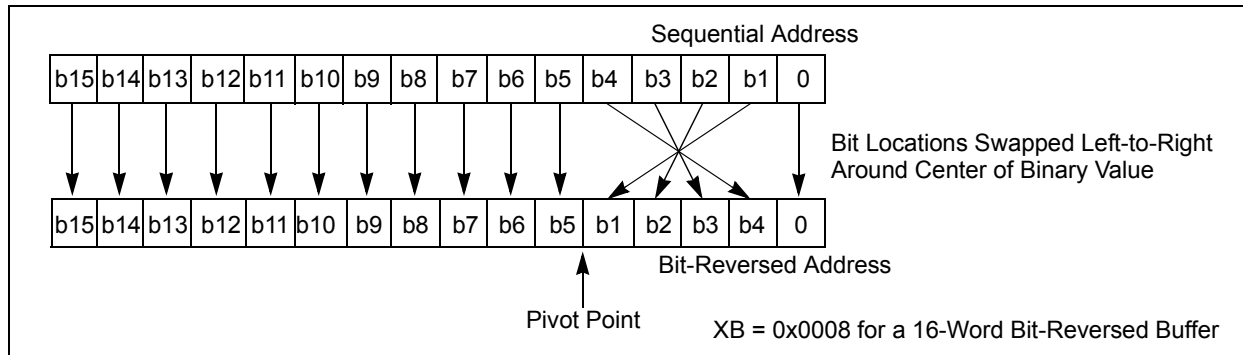 Sequential Address
b15 b14 b13 b12 b11 b10 b9 b8 b7 b6 b5 b4 b3 b2 b1 0
Bit Locations Swapped Left-to-Right
Around Center of Binary Value
b15 b14 b13 b12 b11 b10 b9 b8 b7 b6 b5 b1 b2 b3 b4 0
Bit-Reversed Address
Pivot Point
XB = 0x0008 for a 16-Word Bit-Reversed Buffer